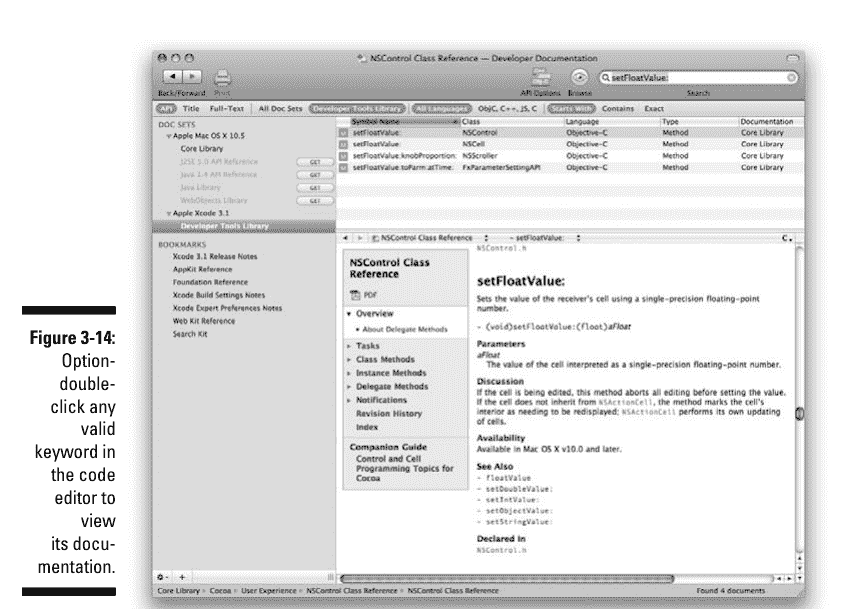 NSControl Class Reference — Developer Documentation
setFloatValue:
Back/Forward Print API Options Browse Search
API Title Full-Text All Doc Sets Developer Tools Library All Languages ObjC, C++, JS, C Starts With Contains Exact
DOC SETS
Apple Mac OS X 10.5
Core Library
J2SE 5.0 API Reference GET
Java 1.4 API Reference GET
Java Library GET
WebObjects Library GET
Apple Xcode 3.1
Developer Tools Library
BOOKMARKS
Xcode 3.1 Release Notes
AppKit Reference
Foundation Reference
Xcode Build Settings Notes
Xcode Expert Preferences Notes
Web Kit Reference
Search Kit
Symbol Name Class Language Type Documentation
setFloatValue: NSControl Objective-C Method Core Library
setFloatValue: NSCell Objective-C Method Core Library
setFloatValue:knobProportion: NSScroller Objective-C Method Core Library
setFloatValue:toParm:atTime: FxParameterSettingAPI Objective-C Method Core Library
NSControl Class Reference - setFloatValue: C
NSControl Class
Reference
PDF
Overview
• About Delegate Methods
Tasks
Class Methods
Instance Methods
Delegate Methods
Notifications
Revision History
Index
Companion Guide
Control and Cell
Programming Topics for
Cocoa
NSControl.h
setFloatValue:
Sets the value of the receiver's cell using a single-precision floating-point
number.
- (void)setFloatValue:(float)aFloat
Parameters
aFloat
The value of the cell interpreted as a single-precision floating-point number.
Discussion
If the cell is being edited, this method aborts all editing before setting the value.
If the cell does not inherit from NSActionCell, the method marks the cell's
interior as needing to be redisplayed; NSActionCell performs its own updating
of cells.
Availability
Available in Mac OS X v10.0 and later.
See Also
- floatValue
- setDoubleValue:
- setIntValue:
- setObjectValue:
- setStringValue:
Declared In
NSControl.h
Core Library Cocoa User Experience NSControl Class Reference NSControl Class Reference Found 4 documents
Figure 3-14:
Option-
double-
click any
valid
keyword in
the code
editor to
view
its docu-
mentation.